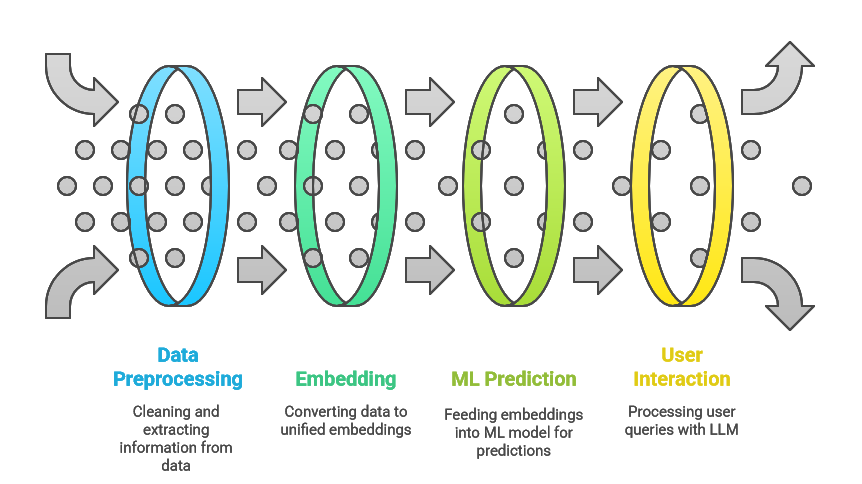 Data
Preprocessing
Cleaning and
extracting
information from
data
Embedding
Converting data to
unified embeddings
ML Prediction
Feeding embeddings
into ML model for
predictions
User
Interaction
Processing user
queries with LLM